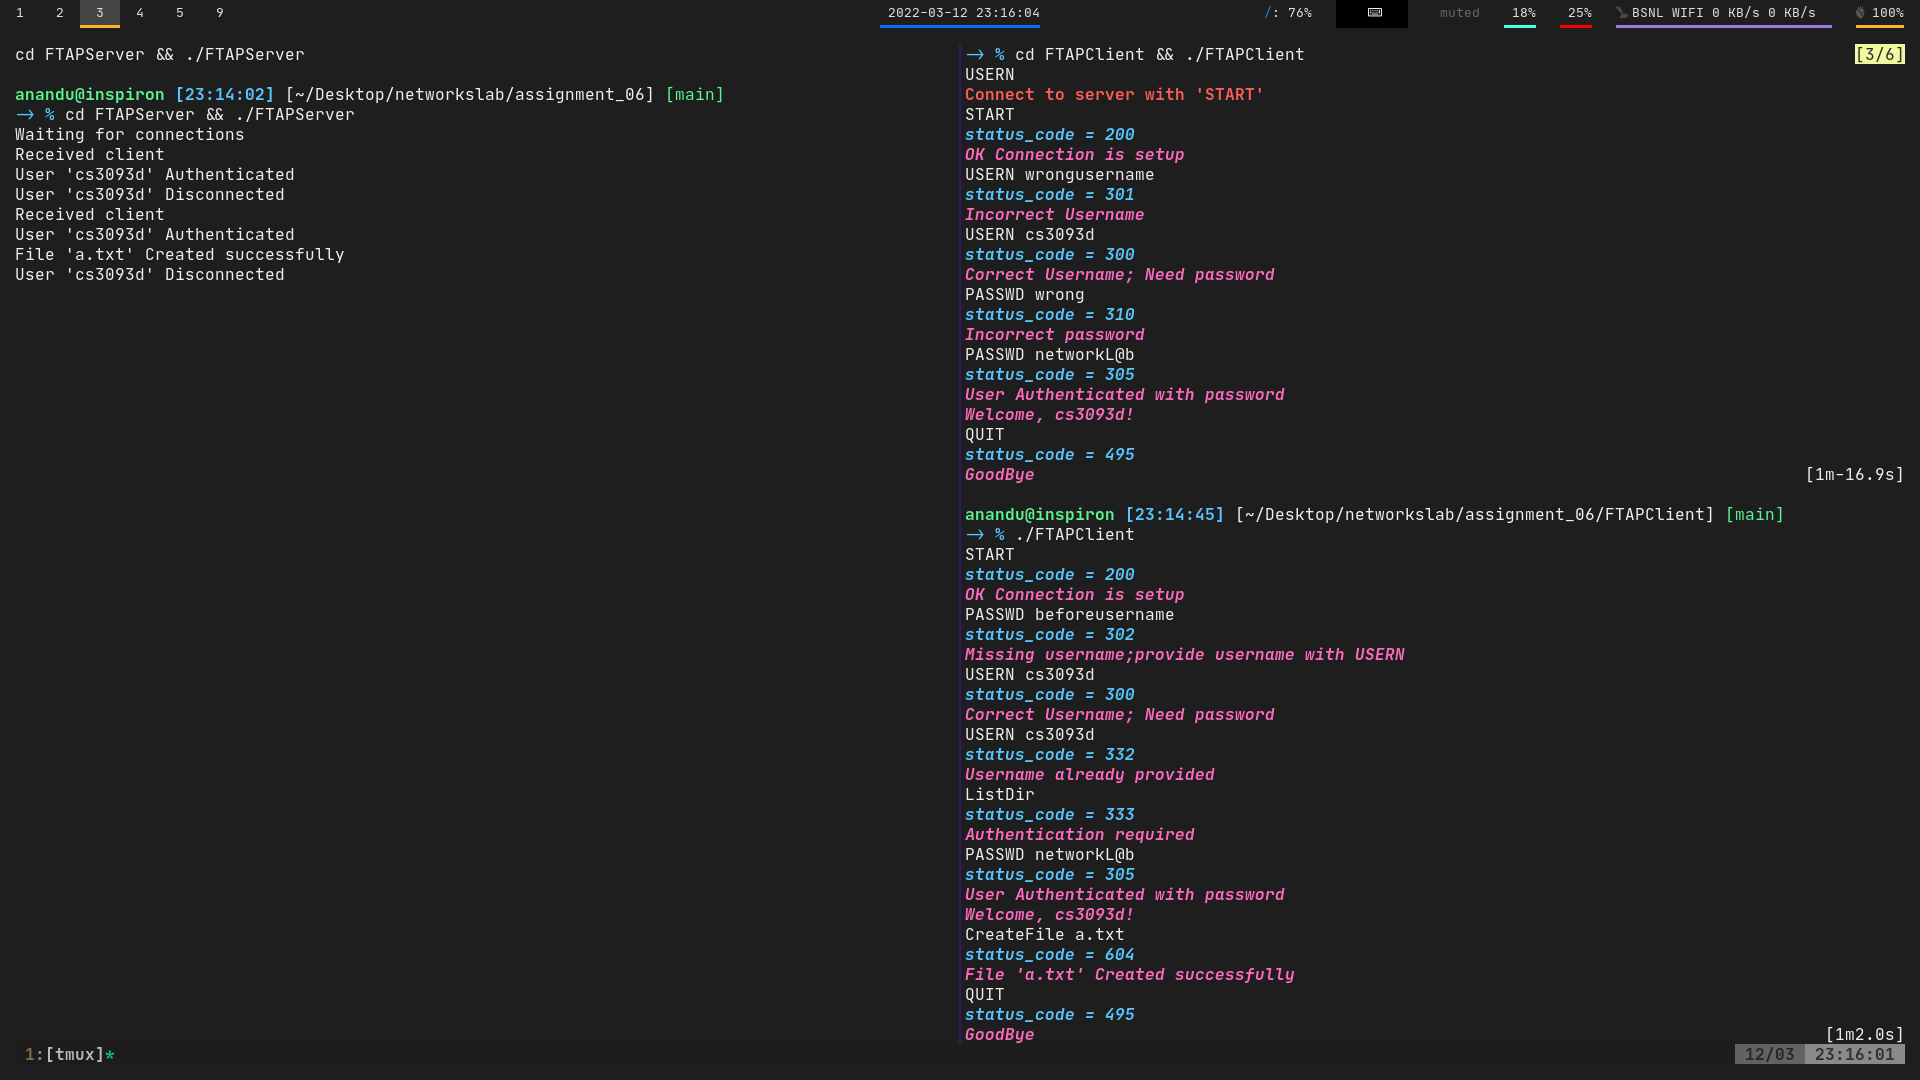 1 2 3 4 5 9 2022-03-12 23:16:04 /: 76% muted 18% 25% BSNL WIFI 0 KB/s 0 KB/s 100%
cd FTAPServer && ./FTAPServer
anandu@inspiron [23:14:02] [~/Desktop/networkslab/assignment_06] [main]
→ % cd FTAPServer && ./FTAPServer
Waiting for connections
Received client
User 'cs3093d' Authenticated
User 'cs3093d' Disconnected
Received client
User 'cs3093d' Authenticated
File 'a.txt' Created successfully
User 'cs3093d' Disconnected
→ % cd FTAPClient && ./FTAPClient [3/6]
USERN
Connect to server with 'START'
START
status_code = 200
OK Connection is setup
USERN wrongusername
status_code = 301
Incorrect Username
USERN cs3093d
status_code = 300
Correct Username; Need password
PASSWD wrong
status_code = 310
Incorrect password
PASSWD networkL@b
status_code = 305
User Authenticated with password
Welcome, cs3093d!
QUIT
status_code = 495
GoodBye [1m-16.9s]
anandu@inspiron [23:14:45] [~/Desktop/networkslab/assignment_06/FTAPClient] [main]
→ % ./FTAPClient
START
status_code = 200
OK Connection is setup
PASSWD beforeusername
status_code = 302
Missing username;provide username with USERN
USERN cs3093d
status_code = 300
Correct Username; Need password
USERN cs3093d
status_code = 332
Username already provided
ListDir
status_code = 333
Authentication required
PASSWD networkL@b
status_code = 305
User Authenticated with password
Welcome, cs3093d!
CreateFile a.txt
status_code = 604
File 'a.txt' Created successfully
QUIT
status_code = 495
GoodBye [1m2.0s]
1:[tmux]* 12/03 23:16:01